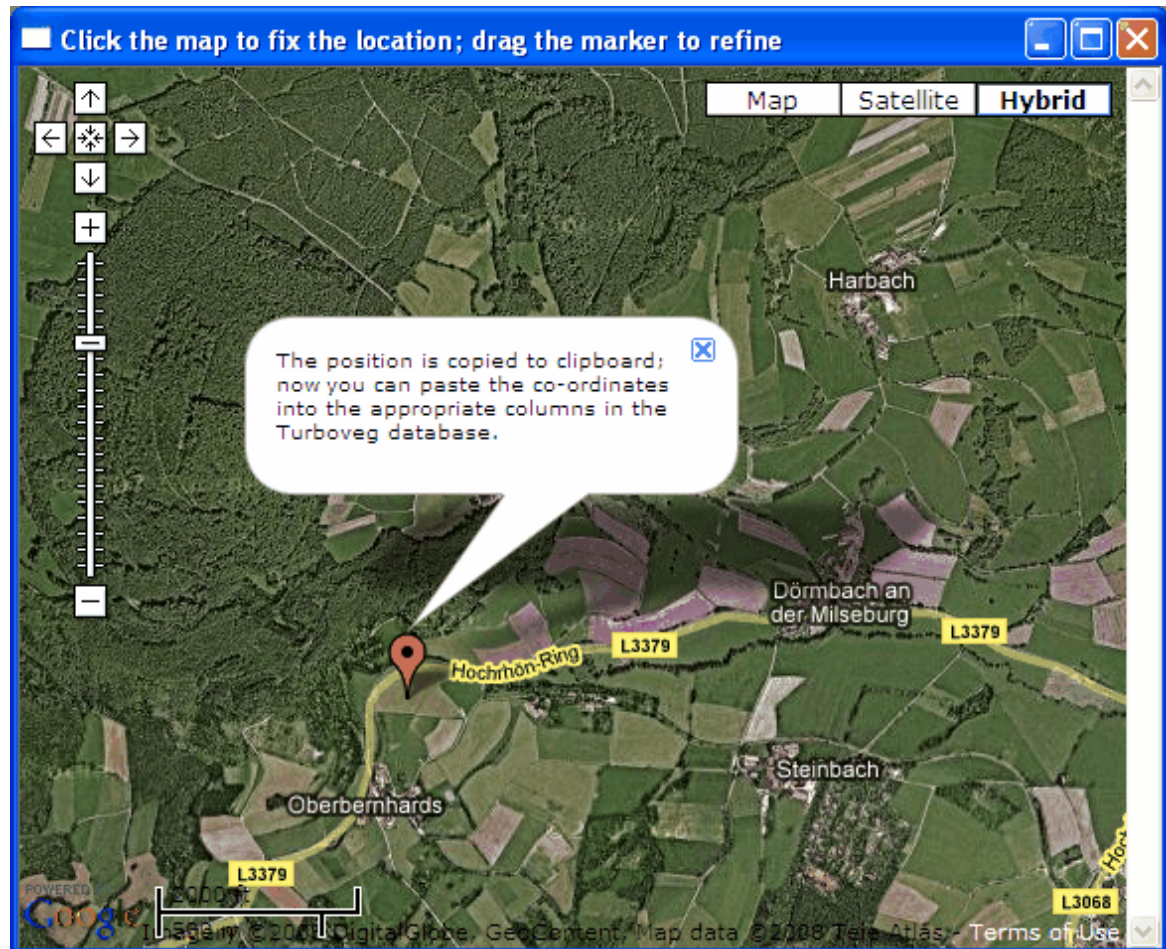 Click the map to fix the location; drag the marker to refine
Map Satellite Hybrid
Harbach
The position is copied to clipboard;
now you can paste the co-ordinates
into the appropriate columns in the
Turboveg database.
Dörmbach an
der Milseburg
L3379
L3379
Hochrhön-Ring
Steinbach
Oberbernhards
L3379
2000 ft
L3068
POWERED BY
Google
Imagery DigitalGlobe, GeoContent, Map data ©2008 Tele Atlas - Terms of Use